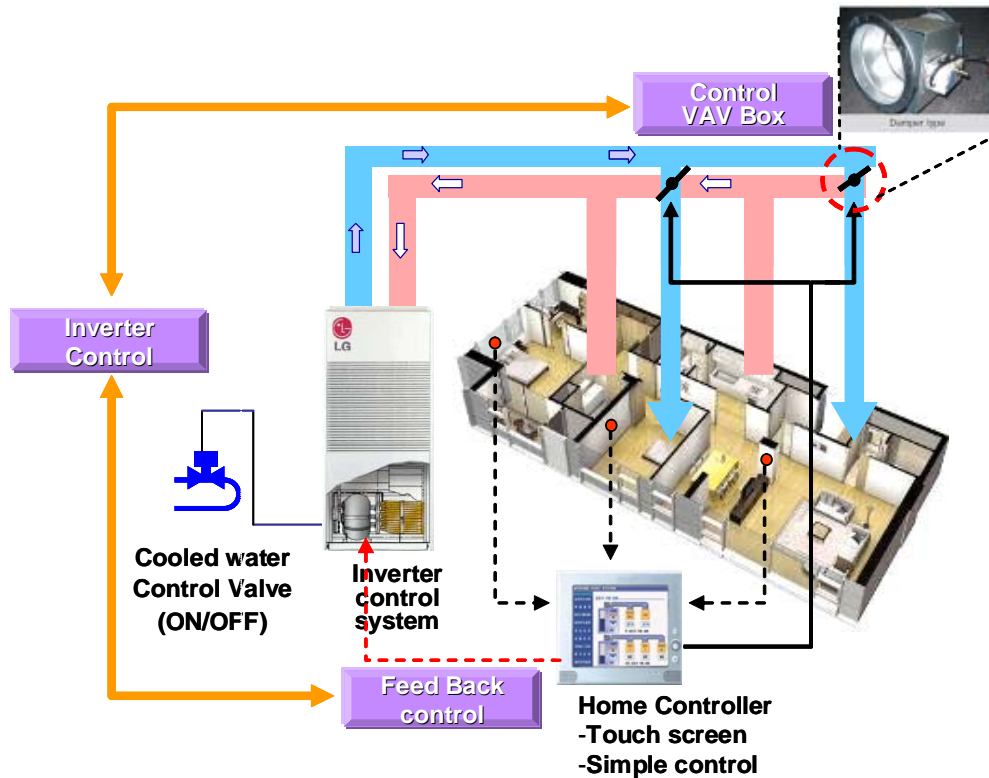 Control
VAV Box
Damper type
Inverter
Control
LG
Cooled water
Control Valve
(ON/OFF)
Inverter
control
system
Feed Back
control
Home Controller
-Touch screen
-Simple control